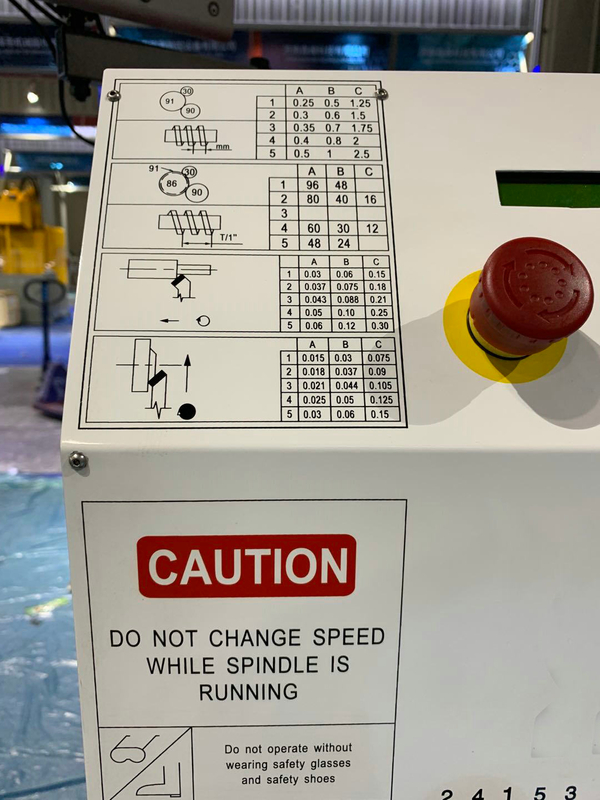 30
91
90
mm
A B C
1 0.25 0.5 1.25
2 0.3 0.6 1.5
3 0.35 0.7 1.75
4 0.4 0.8 2
5 0.5 1 2.5
91
30
86
90
T/1"
A B C
1 96 48
2 80 40 16
3
4 60 30 12
5 48 24
A B C
1 0.03 0.06 0.15
2 0.037 0.075 0.18
3 0.043 0.088 0.21
4 0.05 0.10 0.25
5 0.06 0.12 0.30
A B C
1 0.015 0.03 0.075
2 0.018 0.037 0.09
3 0.021 0.044 0.105
4 0.025 0.05 0.125
5 0.03 0.06 0.15
CAUTION
DO NOT CHANGE SPEED
WHILE SPINDLE IS
RUNNING
Do not operate without
wearing safety glasses
and safety shoes
2 4 1 5 3